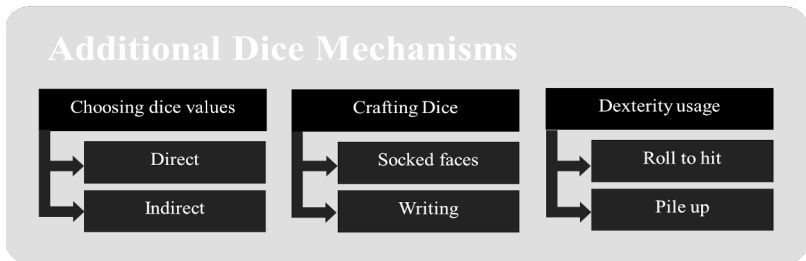 Additional Dice Mechanisms
Choosing dice values
Direct
Indirect
Crafting Dice
Socked faces
Writing
Dexterity usage
Roll to hit
Pile up